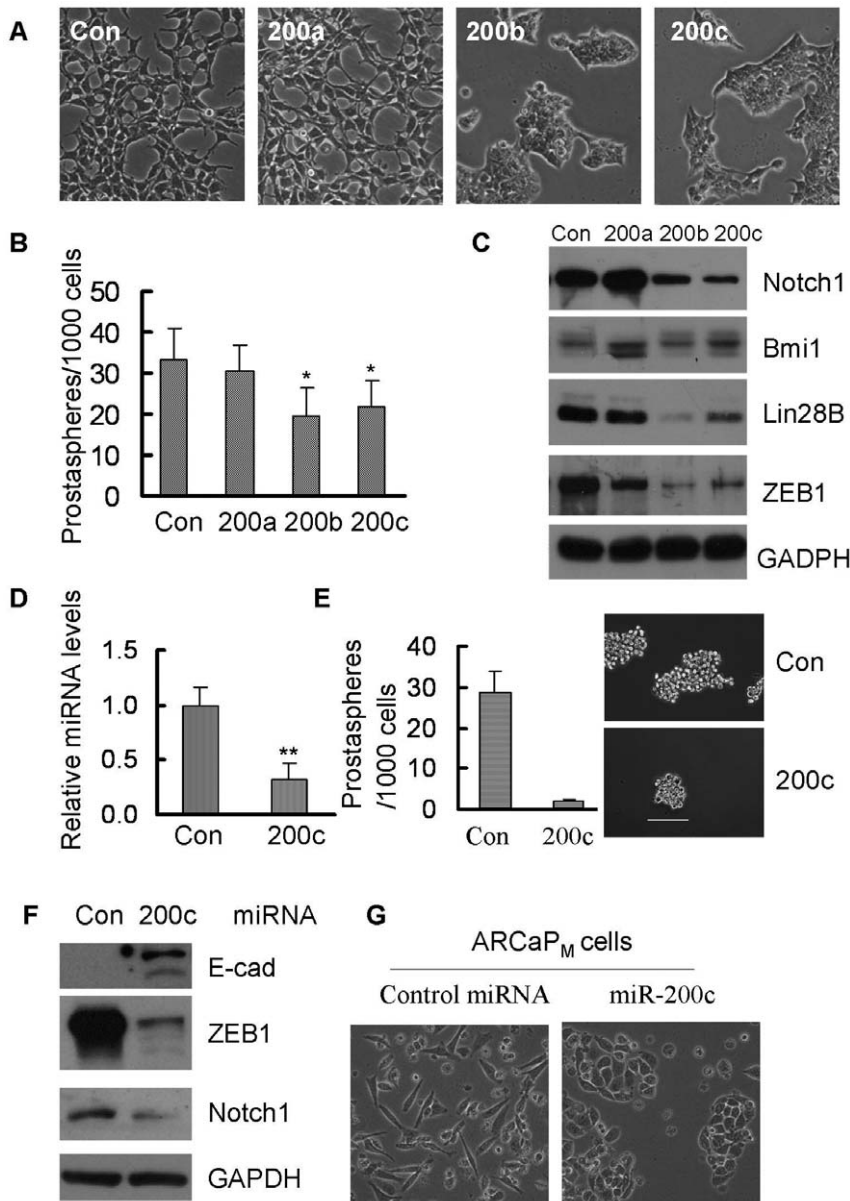 A
Con
200a
200b
200c
B
Prostaspheres/1000 cells
50
40
30
20
10
0
*
*
Con 200a 200b 200c
C
Con 200a 200b 200c
Notch1
Bmi1
Lin28B
ZEB1
GADPH
D
Relative miRNA levels
1.5
1.0
0.5
0.0
**
Con 200c
E
Prostaspheres
/1000 cells
40
30
20
10
0
Con 200c
Con
200c
F
Con 200c miRNA
E-cad
ZEB1
Notch1
GAPDH
G
ARCaPM cells
Control miRNA miR-200c